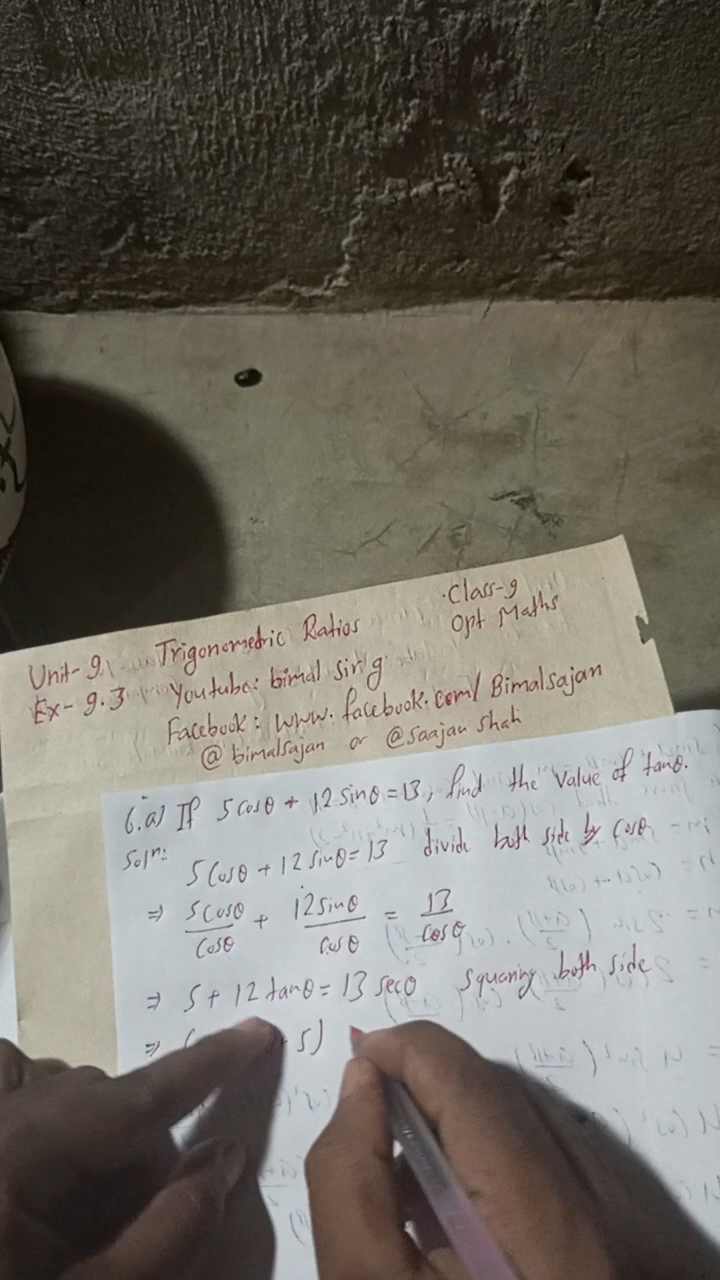 Unit-9 Trigonometric Ratios Class-9
Ex-9.3 Youtube: bimal sir g Opt Maths
Facebook: www.facebook.com/Bimalsajan
@bimalsajan or @saajan shah
6.a) If 5cosθ + 12sinθ = 13, find the value of tanθ.
Soln: 5cosθ + 12sinθ = 13 divide both side by cosθ
⇒ 5cosθ/cosθ + 12sinθ/cosθ = 13/cosθ
⇒ 5 + 12tanθ = 13secθ squaring both side
⇒ ( + 5)